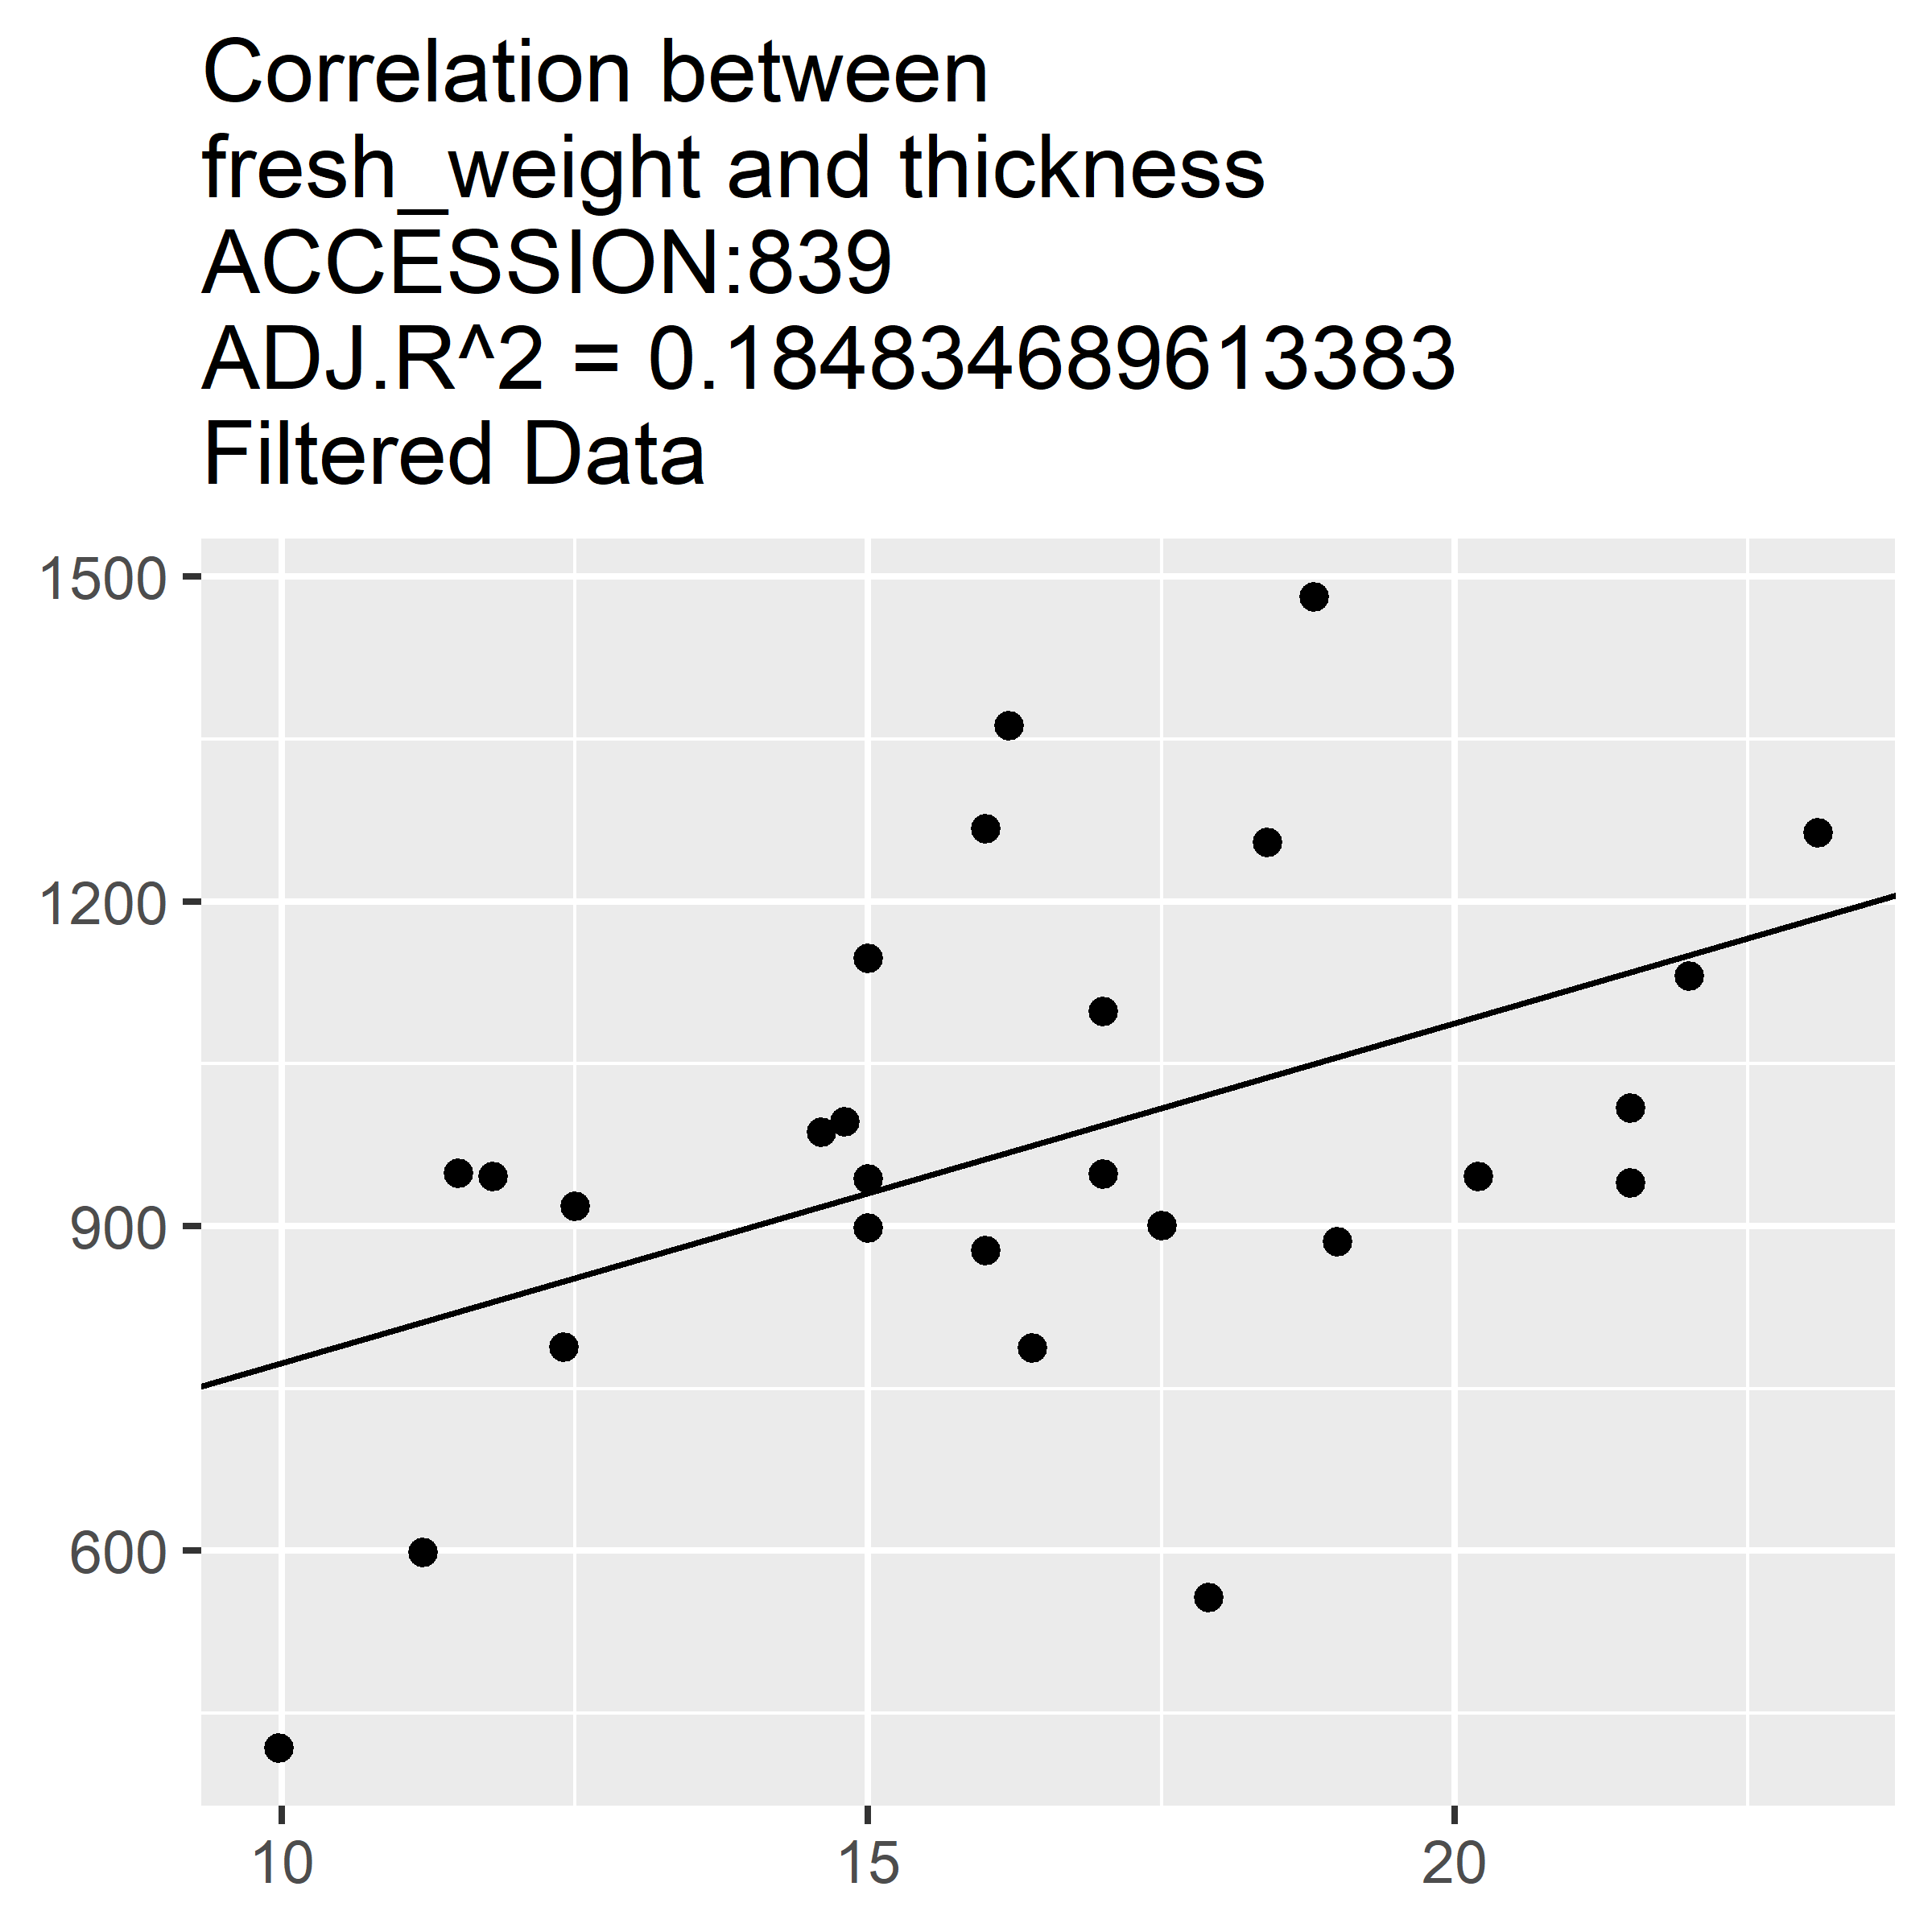 Correlation between
fresh_weight and thickness
ACCESSION:839
ADJ.R^2 = 0.184834689613383
Filtered Data
1500
1200
900
600
10 15 20